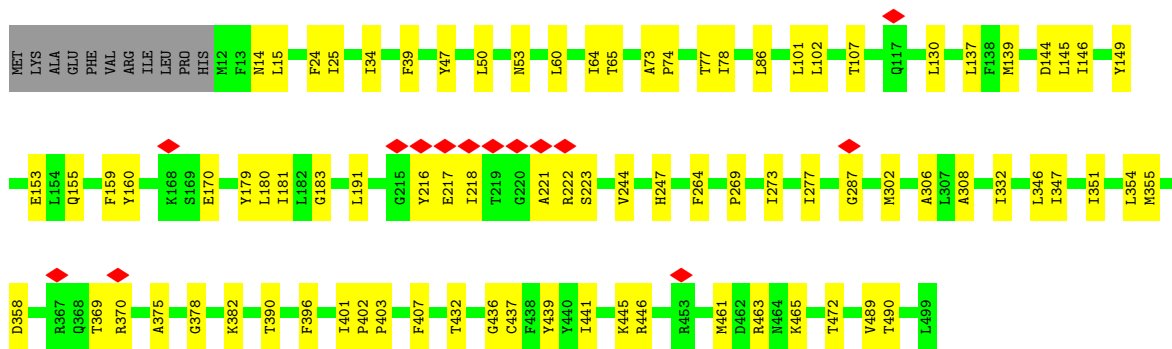 MET LYS ALA GLU PHE VAL ARG ILE LEU PRO HIS M12 F13 N14 L15 F24 I25 I34 F39 Y47 L50 N53 L60 I64 T65 A73 P74 T77 I78 L86 L101 L102 T107 Q117 L130 L137 F138 M139 D144 L145 I146 Y149
E153 L154 Q155 F159 Y160 K168 S169 E170 Y179 L180 I181 L182 G183 L191 G215 Y216 E217 I218 T219 G220 A221 R222 S223 V244 H247 F264 P269 I273 I277 G287 M302 A306 L307 A308 I332 L346 I347 I351 L354 M355
D358 R367 Q368 T369 R370 A375 G378 K382 T390 F396 I401 P402 P403 F407 T432 G436 C437 F438 Y439 Y440 I441 K445 R446 R453 M461 D462 R463 N464 K465 T472 V489 T490 L499